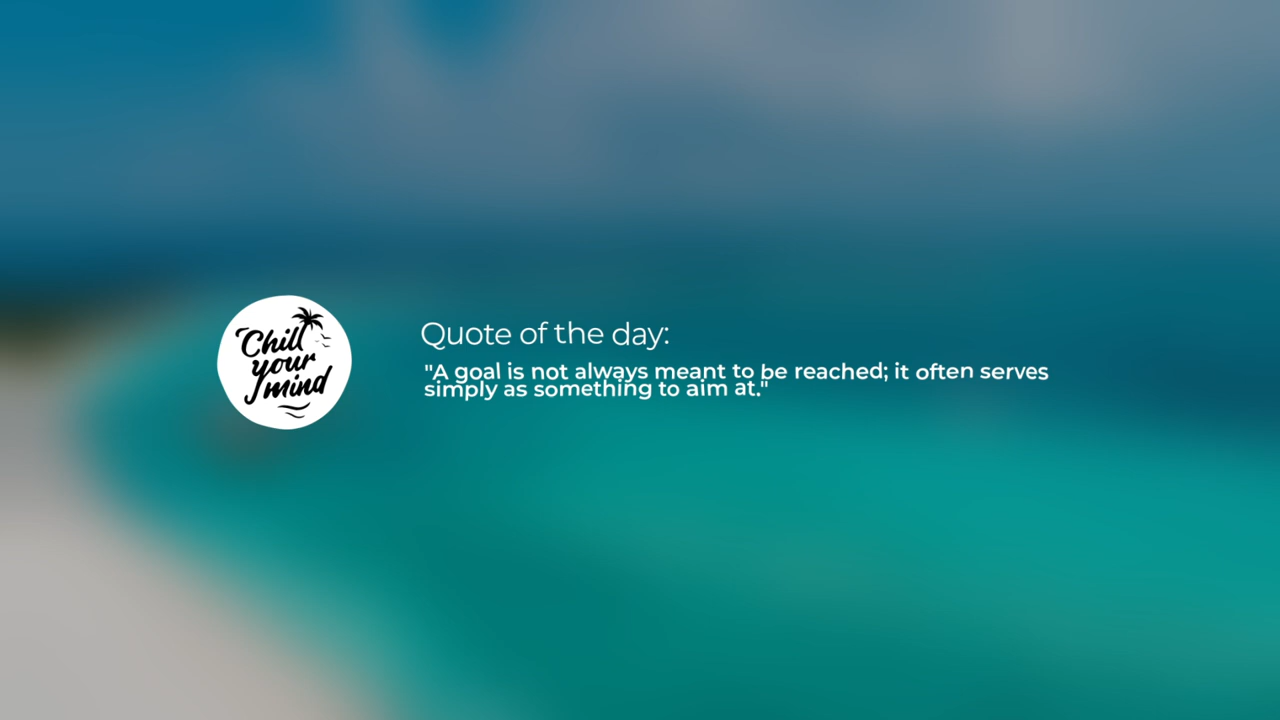 Chill
your
mind
Quote of the day:
"A goal is not always meant to be reached; it often serves
simply as something to aim at."